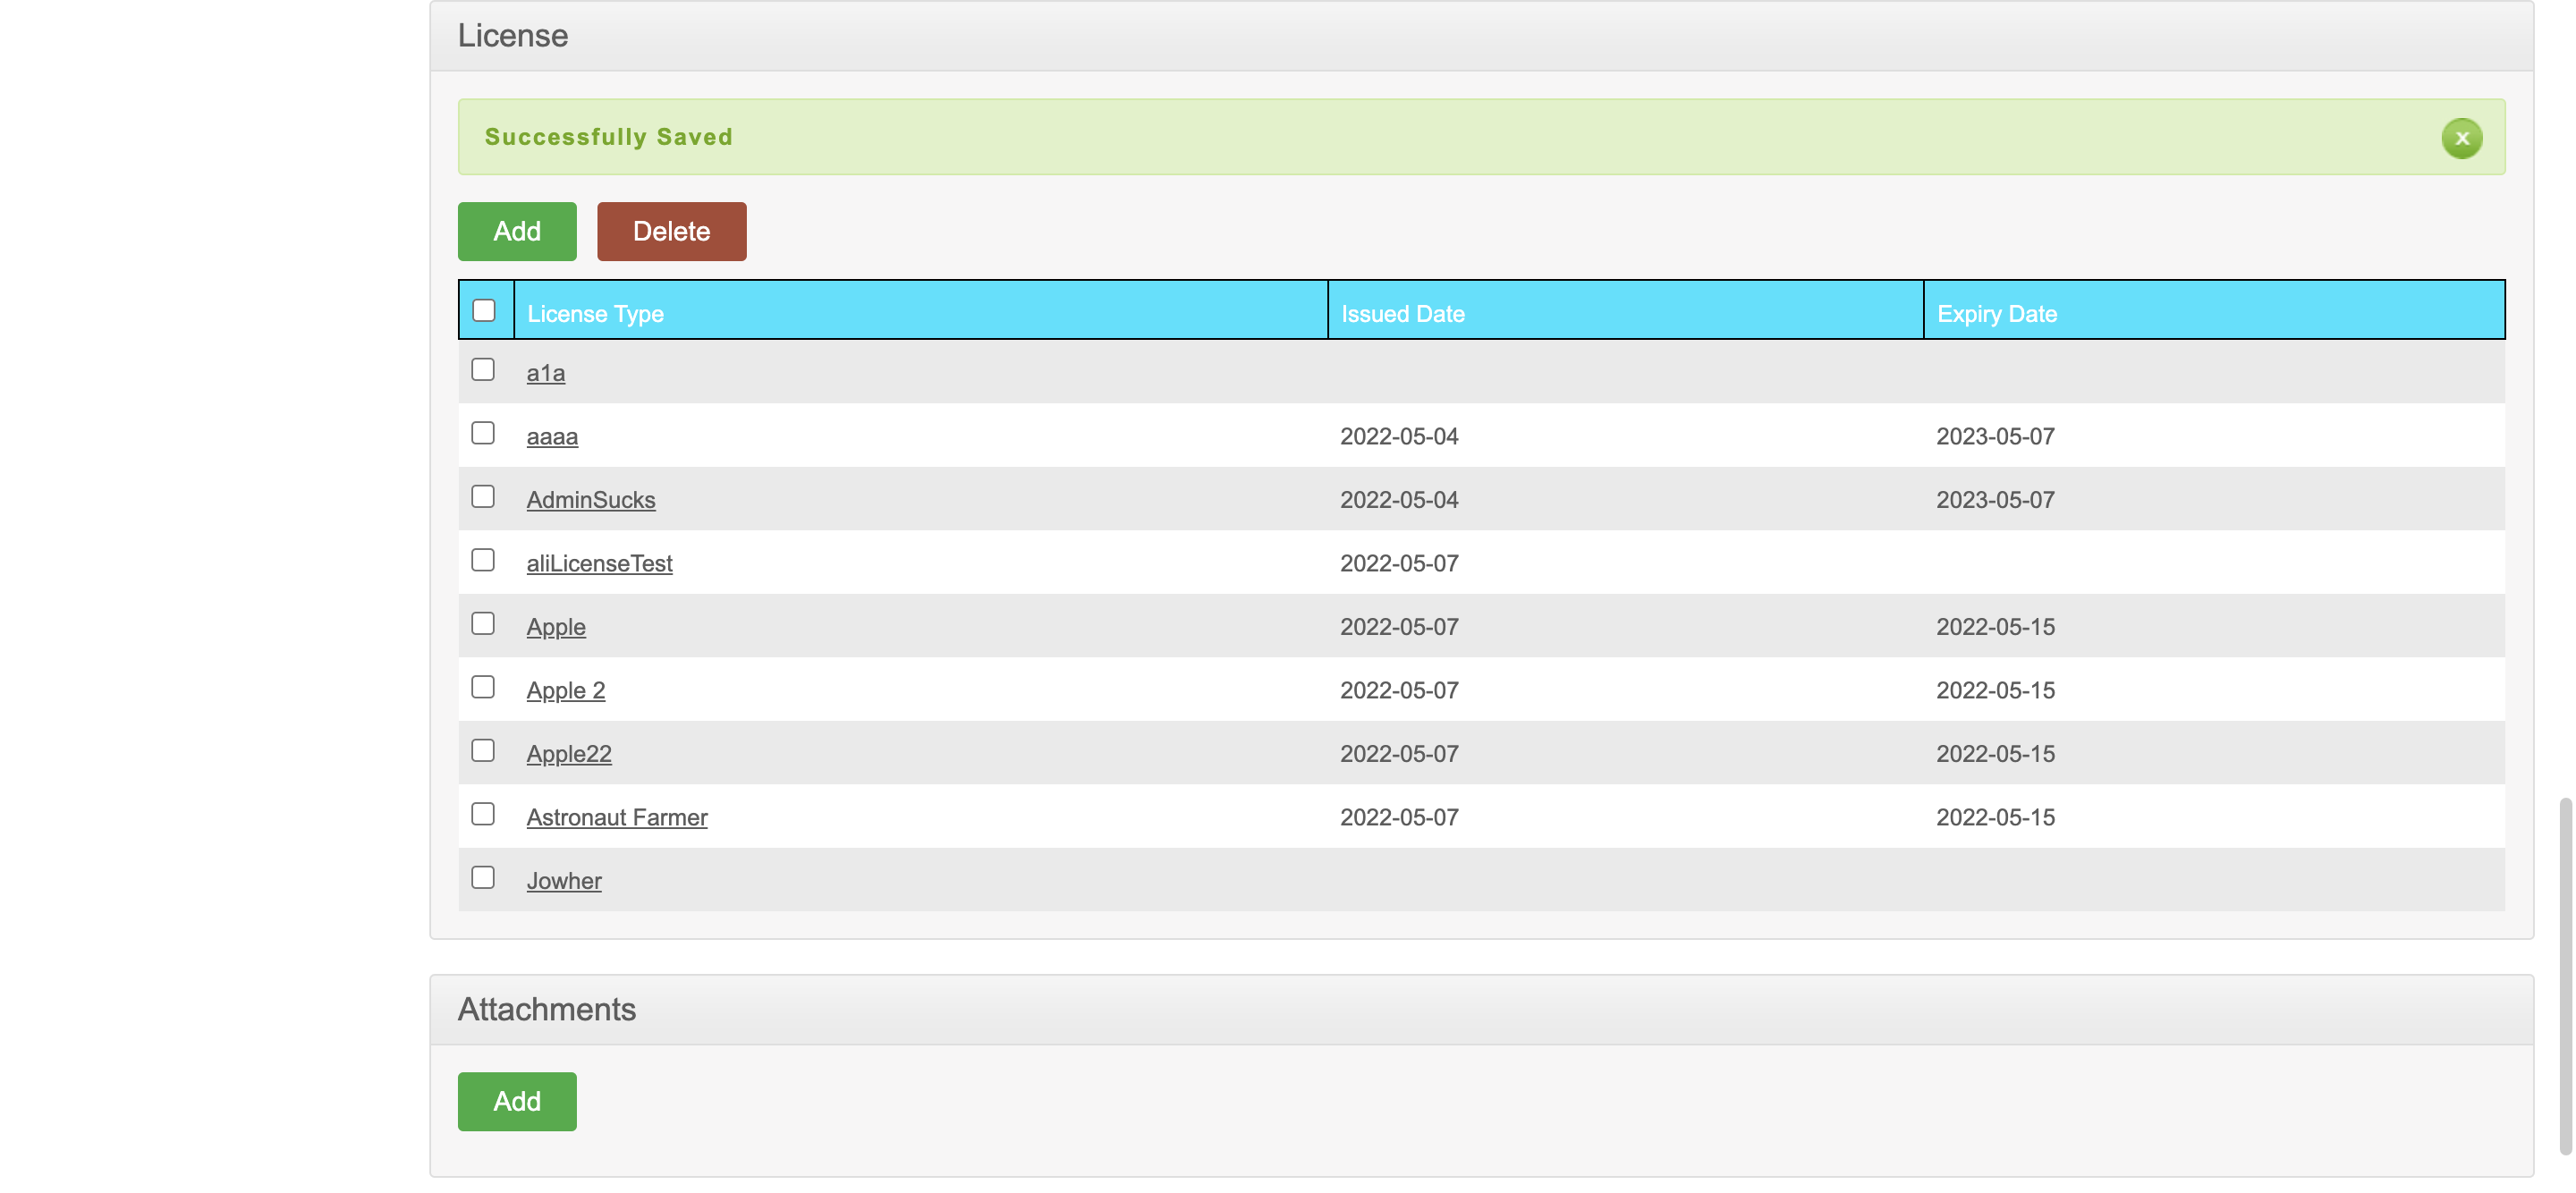 License
Successfully Saved
x
Add Delete
License Type Issued Date Expiry Date
a1a
aaaa 2022-05-04 2023-05-07
AdminSucks 2022-05-04 2023-05-07
aliLicenseTest 2022-05-07
Apple 2022-05-07 2022-05-15
Apple 2 2022-05-07 2022-05-15
Apple22 2022-05-07 2022-05-15
Astronaut Farmer 2022-05-07 2022-05-15
Jowher
Attachments
Add